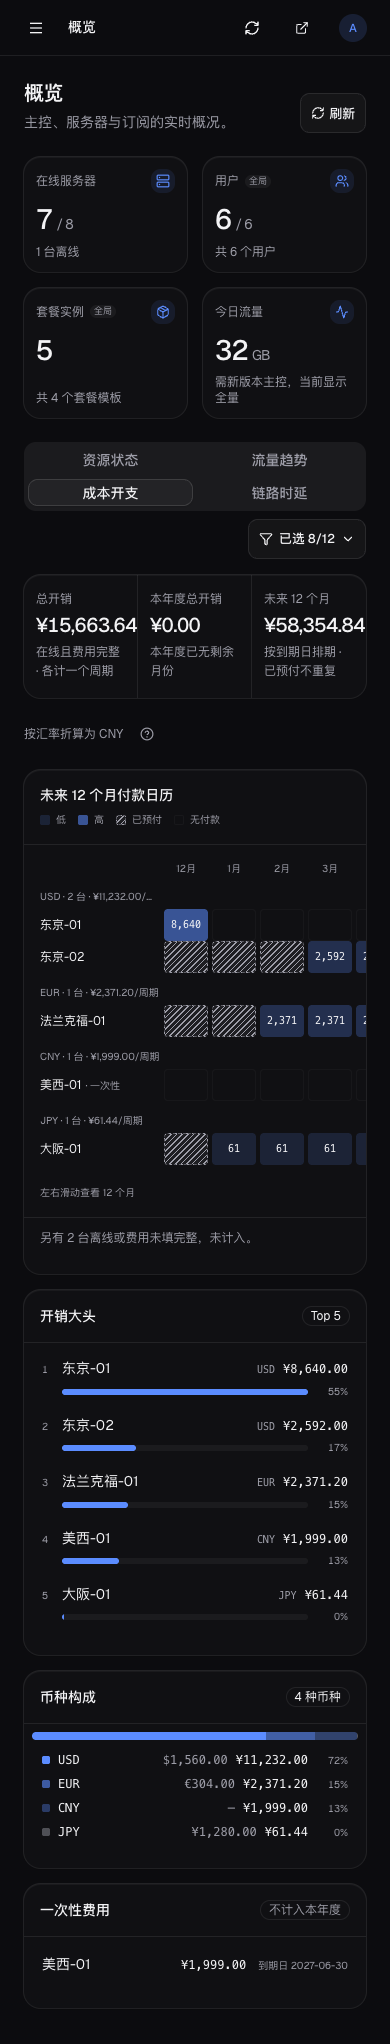 概览
A
概览
主控、服务器与订阅的实时概况。
刷新
在线服务器
7 / 8
1 台离线
用户 全局
6 / 6
共 6 个用户
套餐实例 全局
5
共 4 个套餐模板
今日流量
32 GB
需新版本主控，当前显示
全量
资源状态
流量趋势
成本开支
链路时延
已选 8/12
总开销
¥15,663.64
在线且费用完整
· 各计一个周期
本年度总开销
¥0.00
本年度已无剩余
月份
未来 12 个月
¥58,354.84
按到期日排期 ·
已预付不重复
按汇率折算为 CNY
未来 12 个月付款日历
低 高 已预付 无付款
12月 1月 2月 3月
USD · 2 台 · ¥11,232.00/...
东京-01 8,640
东京-02 2,592 2
EUR · 1 台 · ¥2,371.20/周期
法兰克福-01 2,371 2,371 2
CNY · 1 台 · ¥1,999.00/周期
美西-01 · 一次性
JPY · 1 台 · ¥61.44/周期
大阪-01 61 61 61
左右滑动查看 12 个月
另有 2 台离线或费用未填完整，未计入。
开销大头 Top 5
1 东京-01 USD ¥8,640.00
55%
2 东京-02 USD ¥2,592.00
17%
3 法兰克福-01 EUR ¥2,371.20
15%
4 美西-01 CNY ¥1,999.00
13%
5 大阪-01 JPY ¥61.44
0%
币种构成 4 种币种
USD $1,560.00 ¥11,232.00 72%
EUR €304.00 ¥2,371.20 15%
CNY — ¥1,999.00 13%
JPY ¥1,280.00 ¥61.44 0%
一次性费用 不计入本年度
美西-01 ¥1,999.00 到期日 2027-06-30